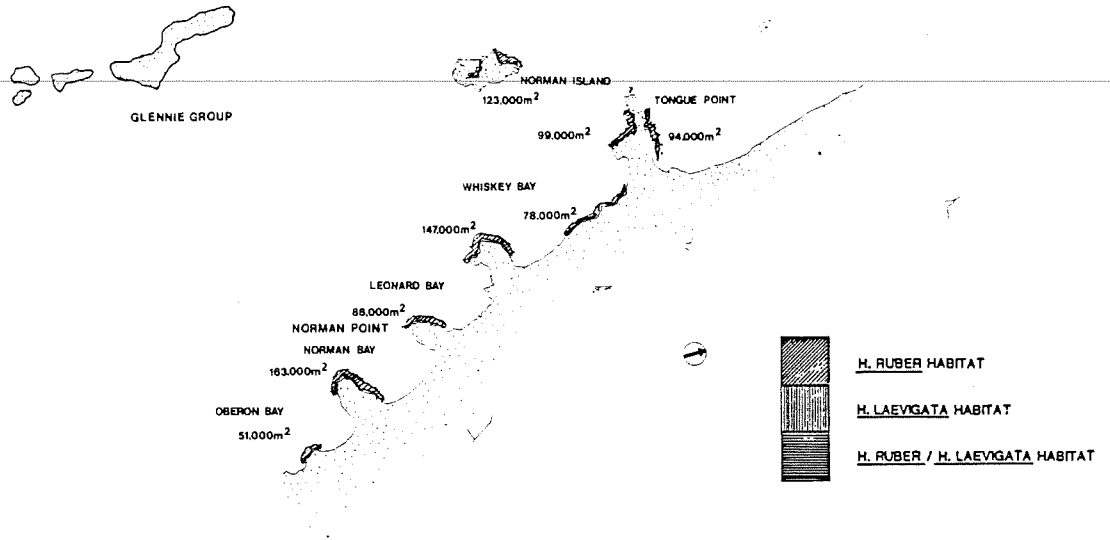 NORMAN ISLAND
123,000m²
GLENNIE GROUP
TONGUE POINT
99,000m²
94,000m²
WHISKEY BAY
78,000m²
147,000m²
LEONARD BAY
86,000m²
NORMAN POINT
NORMAN BAY
163,000m²
OBERON BAY
51,000m²
H. RUBER HABITAT
H. LAEVIGATA HABITAT
H. RUBER / H. LAEVIGATA HABITAT